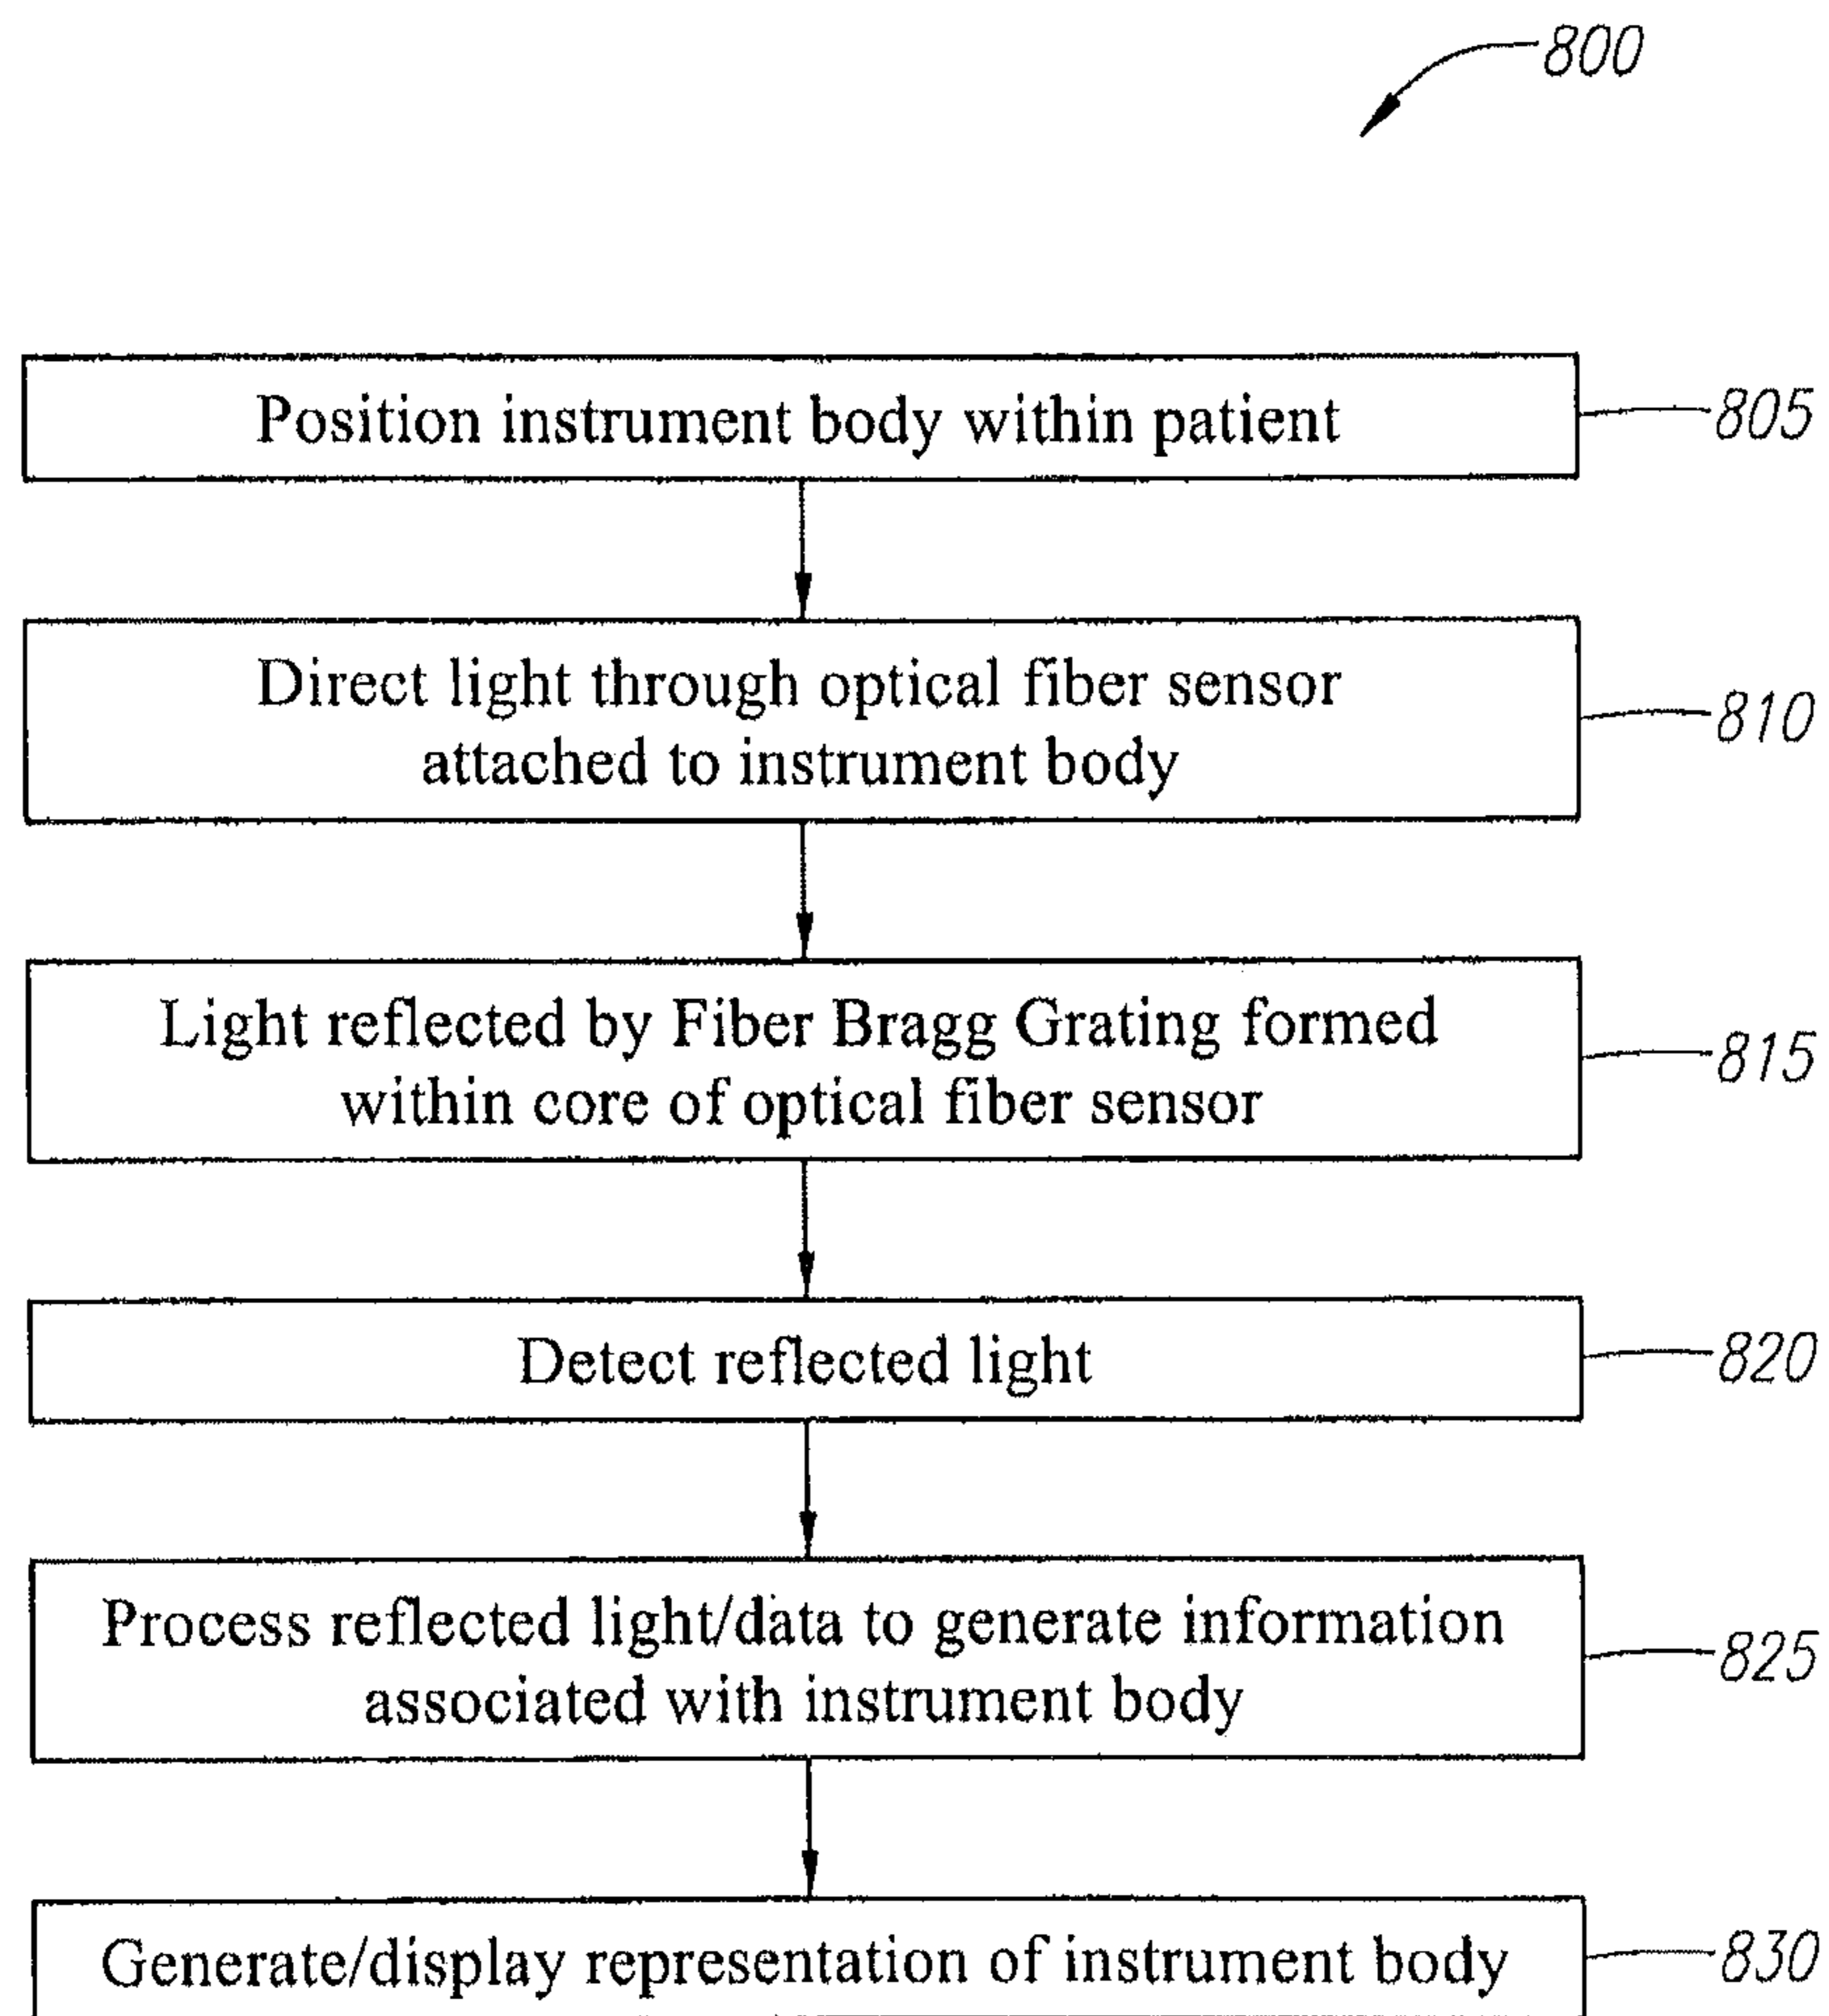 800
Position instrument body within patient
805
Direct light through optical fiber sensor
attached to instrument body
810
Light reflected by Fiber Bragg Grating formed
within core of optical fiber sensor
815
Detect reflected light
820
Process reflected light/data to generate information
associated with instrument body
825
Generate/display representation of instrument body
830